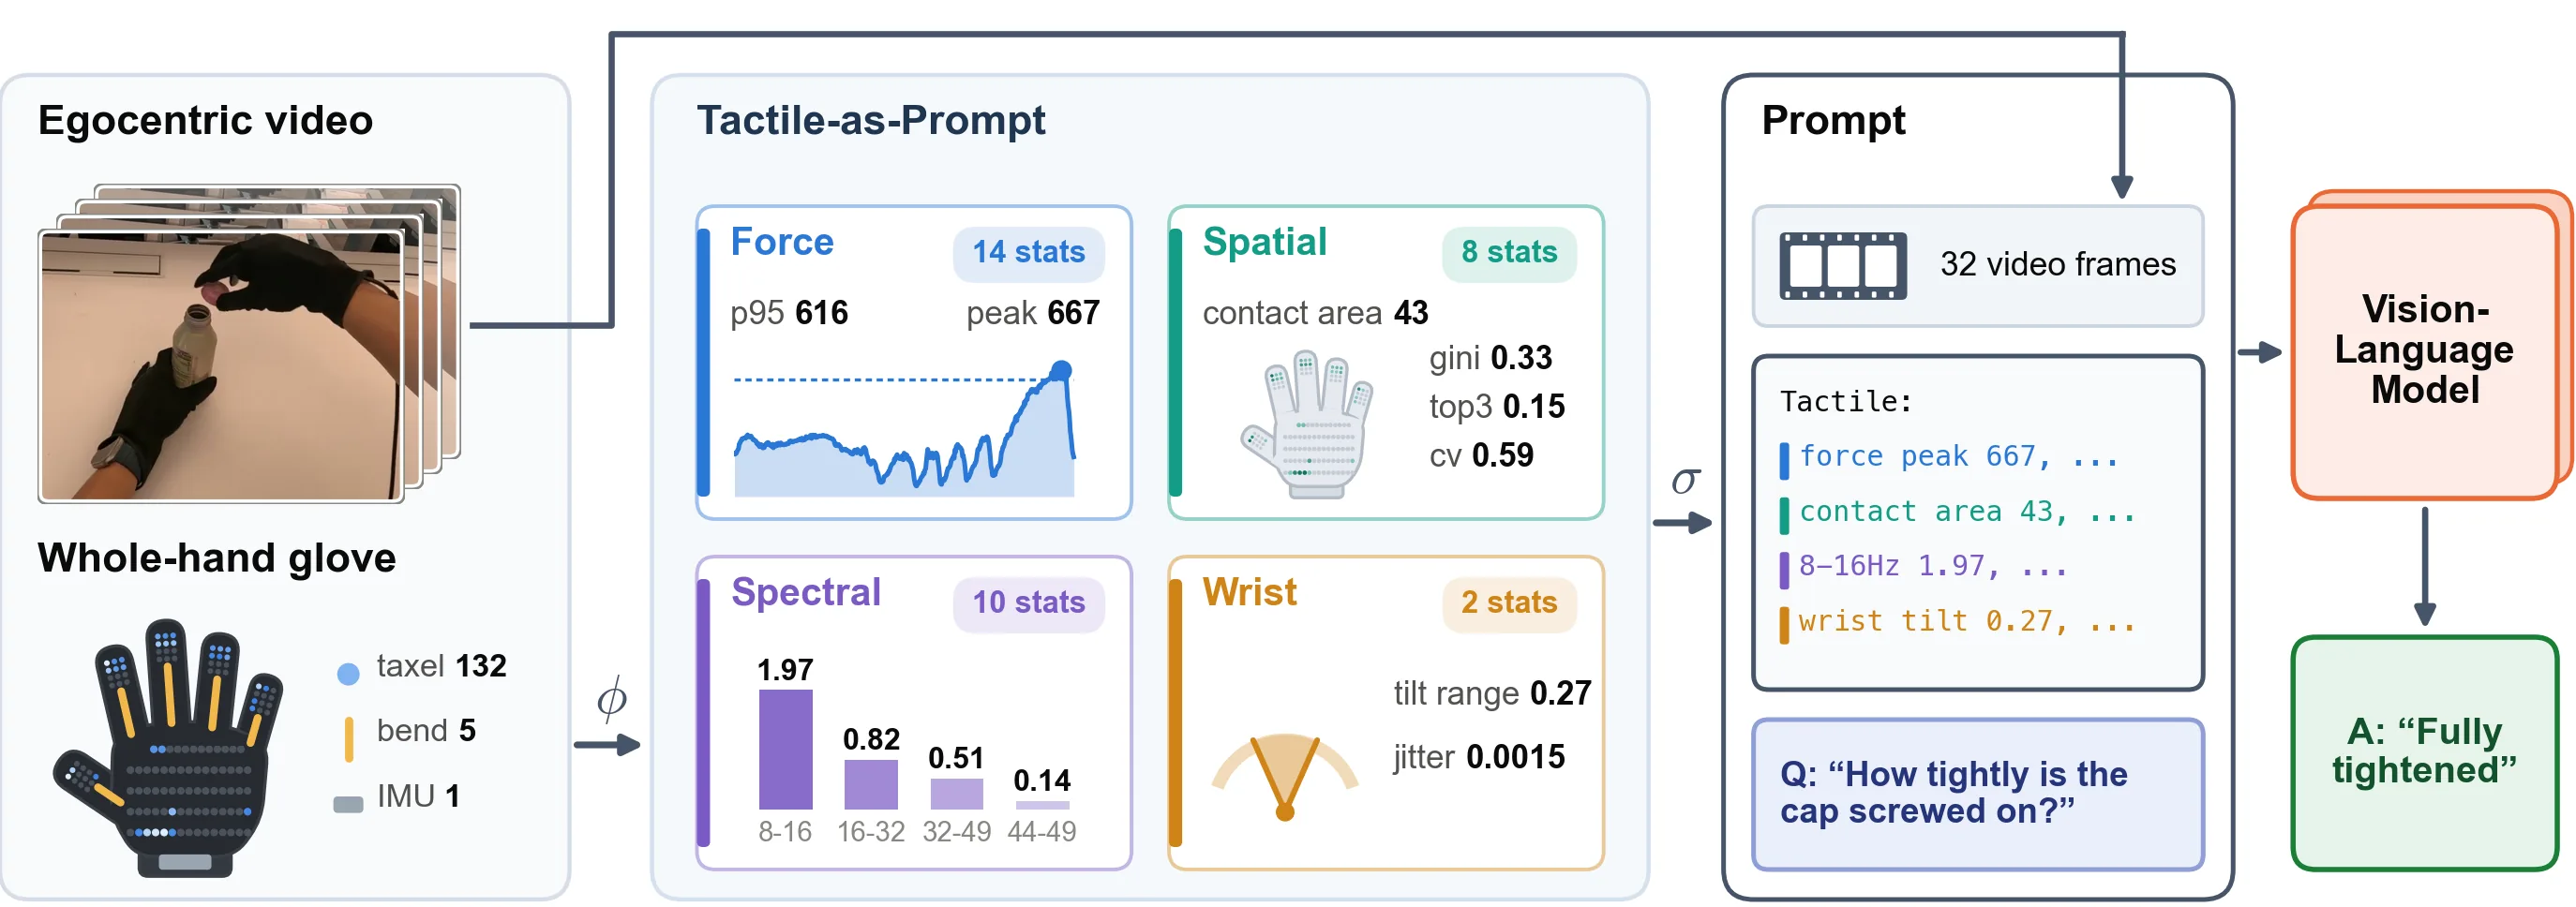 Egocentric video
Whole-hand glove
taxel 132
bend 5
IMU 1
ϕ
Tactile-as-Prompt
Force
14 stats
p95 616
peak 667
Spatial
8 stats
contact area 43
gini 0.33
top3 0.15
cv 0.59
Spectral
10 stats
1.97
0.82
0.51
0.14
8-16
16-32
32-49
44-49
Wrist
2 stats
tilt range 0.27
jitter 0.0015
σ
Prompt
32 video frames
Tactile:
force peak 667, ...
contact area 43, ...
8–16Hz 1.97, ...
wrist tilt 0.27, ...
Q: “How tightly is the
cap screwed on?”
Vision-
Language
Model
A: “Fully
tightened”